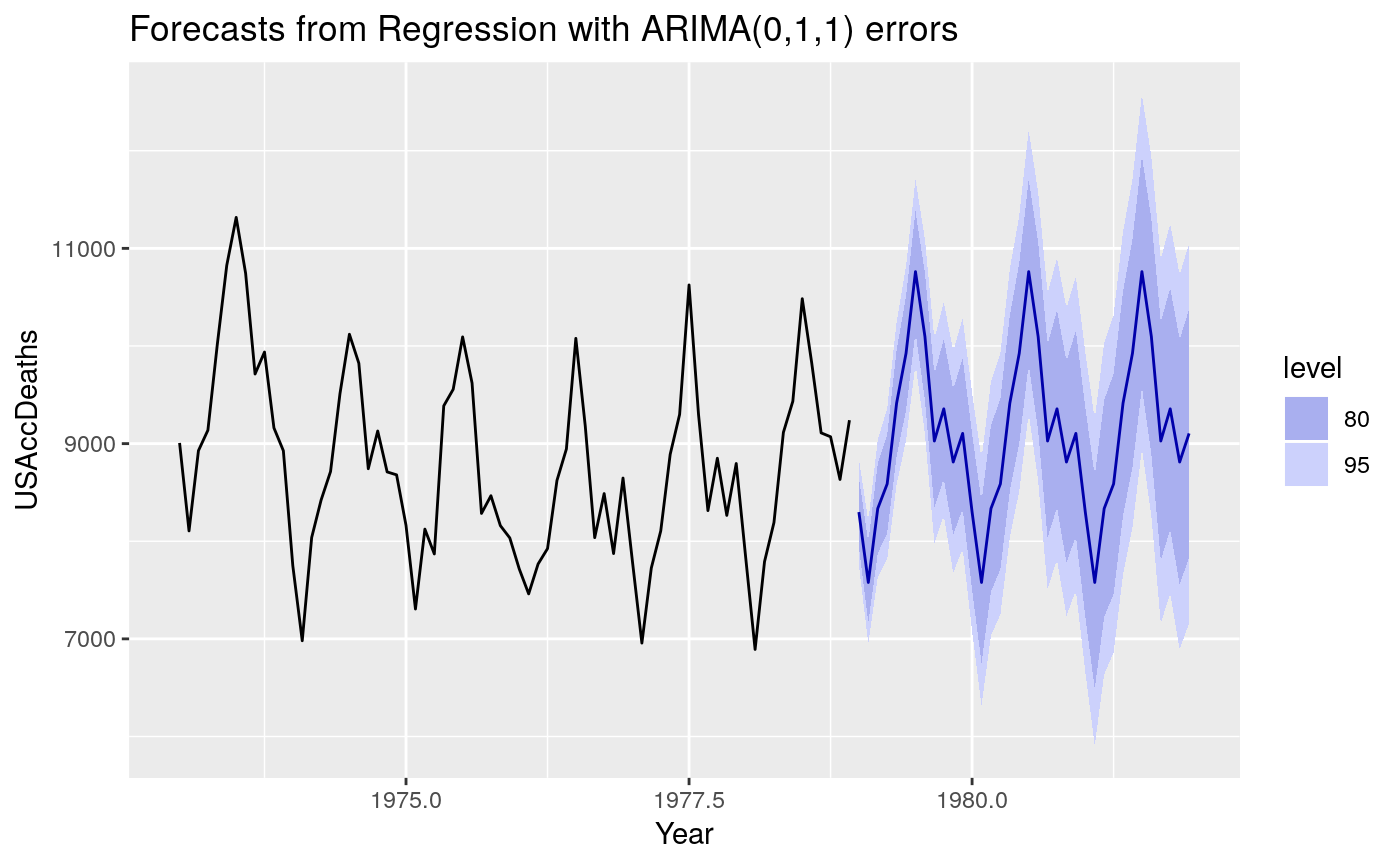 Forecasts from Regression with ARIMA(0,1,1) errors
USAccDeaths
11000
9000
7000
1975.0
1977.5
1980.0
Year
level
80
95